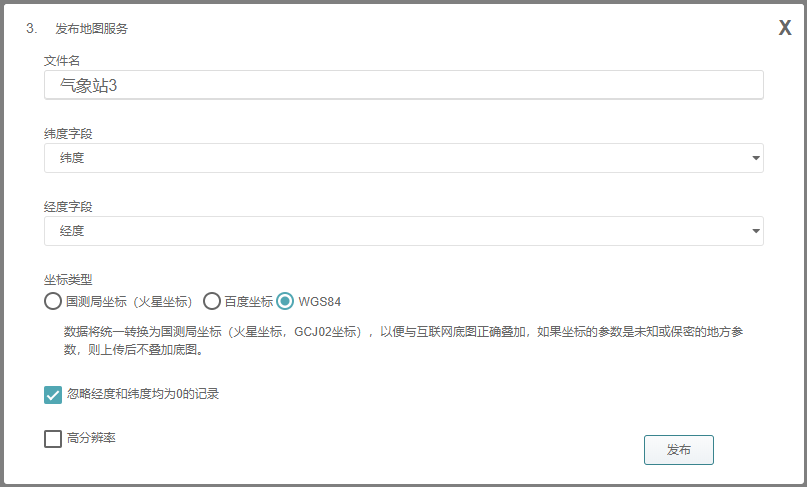 3. 发布地图服务
X
文件名
气象站3
纬度字段
纬度
经度字段
经度
坐标类型
国测局坐标（火星坐标） 百度坐标 WGS84
数据将统一转换为国测局坐标（火星坐标，GCJ02坐标），以便与互联网底图正确叠加，如果坐标的参数是未知或保密的地方参
数，则上传后不叠加底图。
忽略经度和纬度均为0的记录
高分辨率
发布